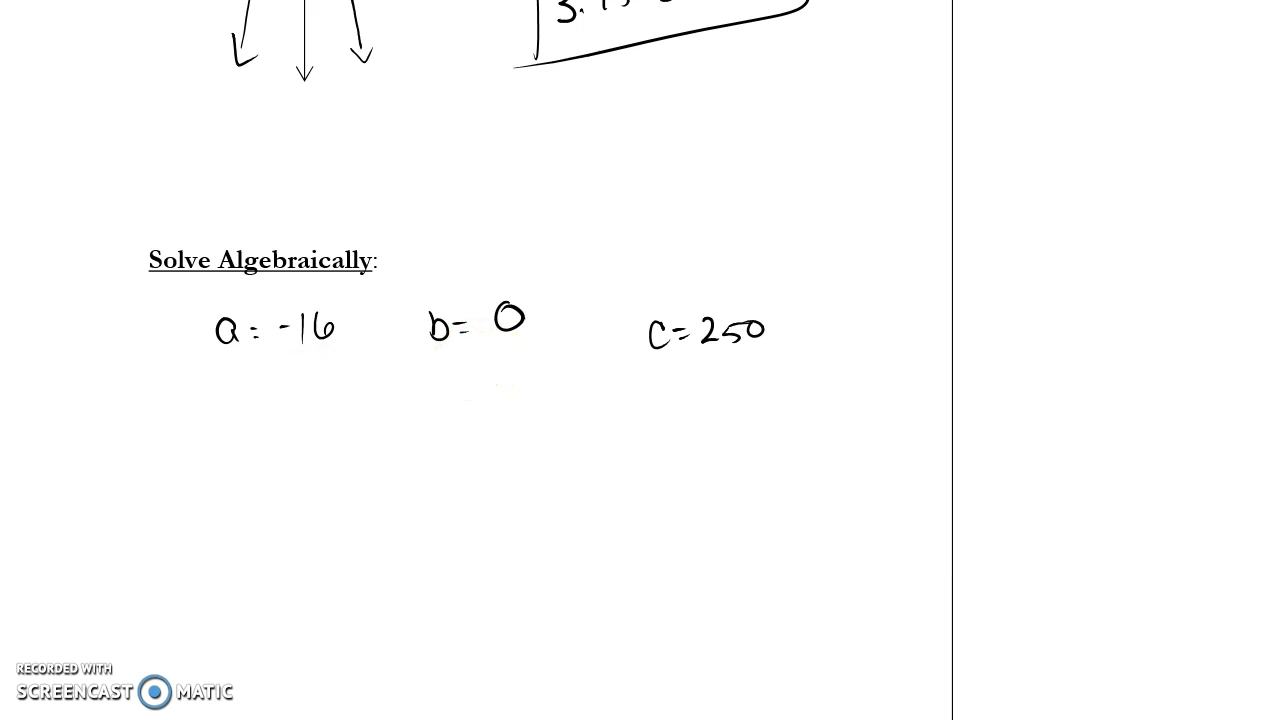 Solve Algebraically:
a = -16 b = 0 c = 250
RECORDED WITH
SCREENCAST MATIC